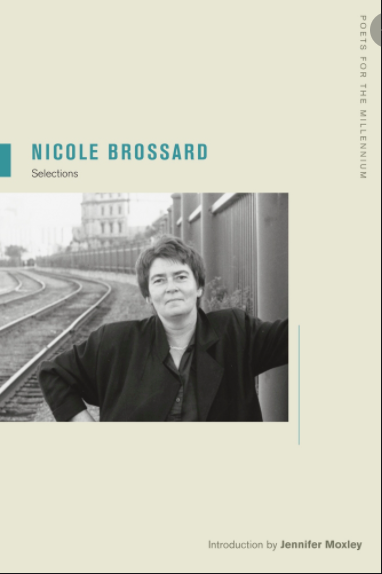 POETS FOR THE MILLENNIUM
NICOLE BROSSARD
Selections
Introduction by Jennifer Moxley